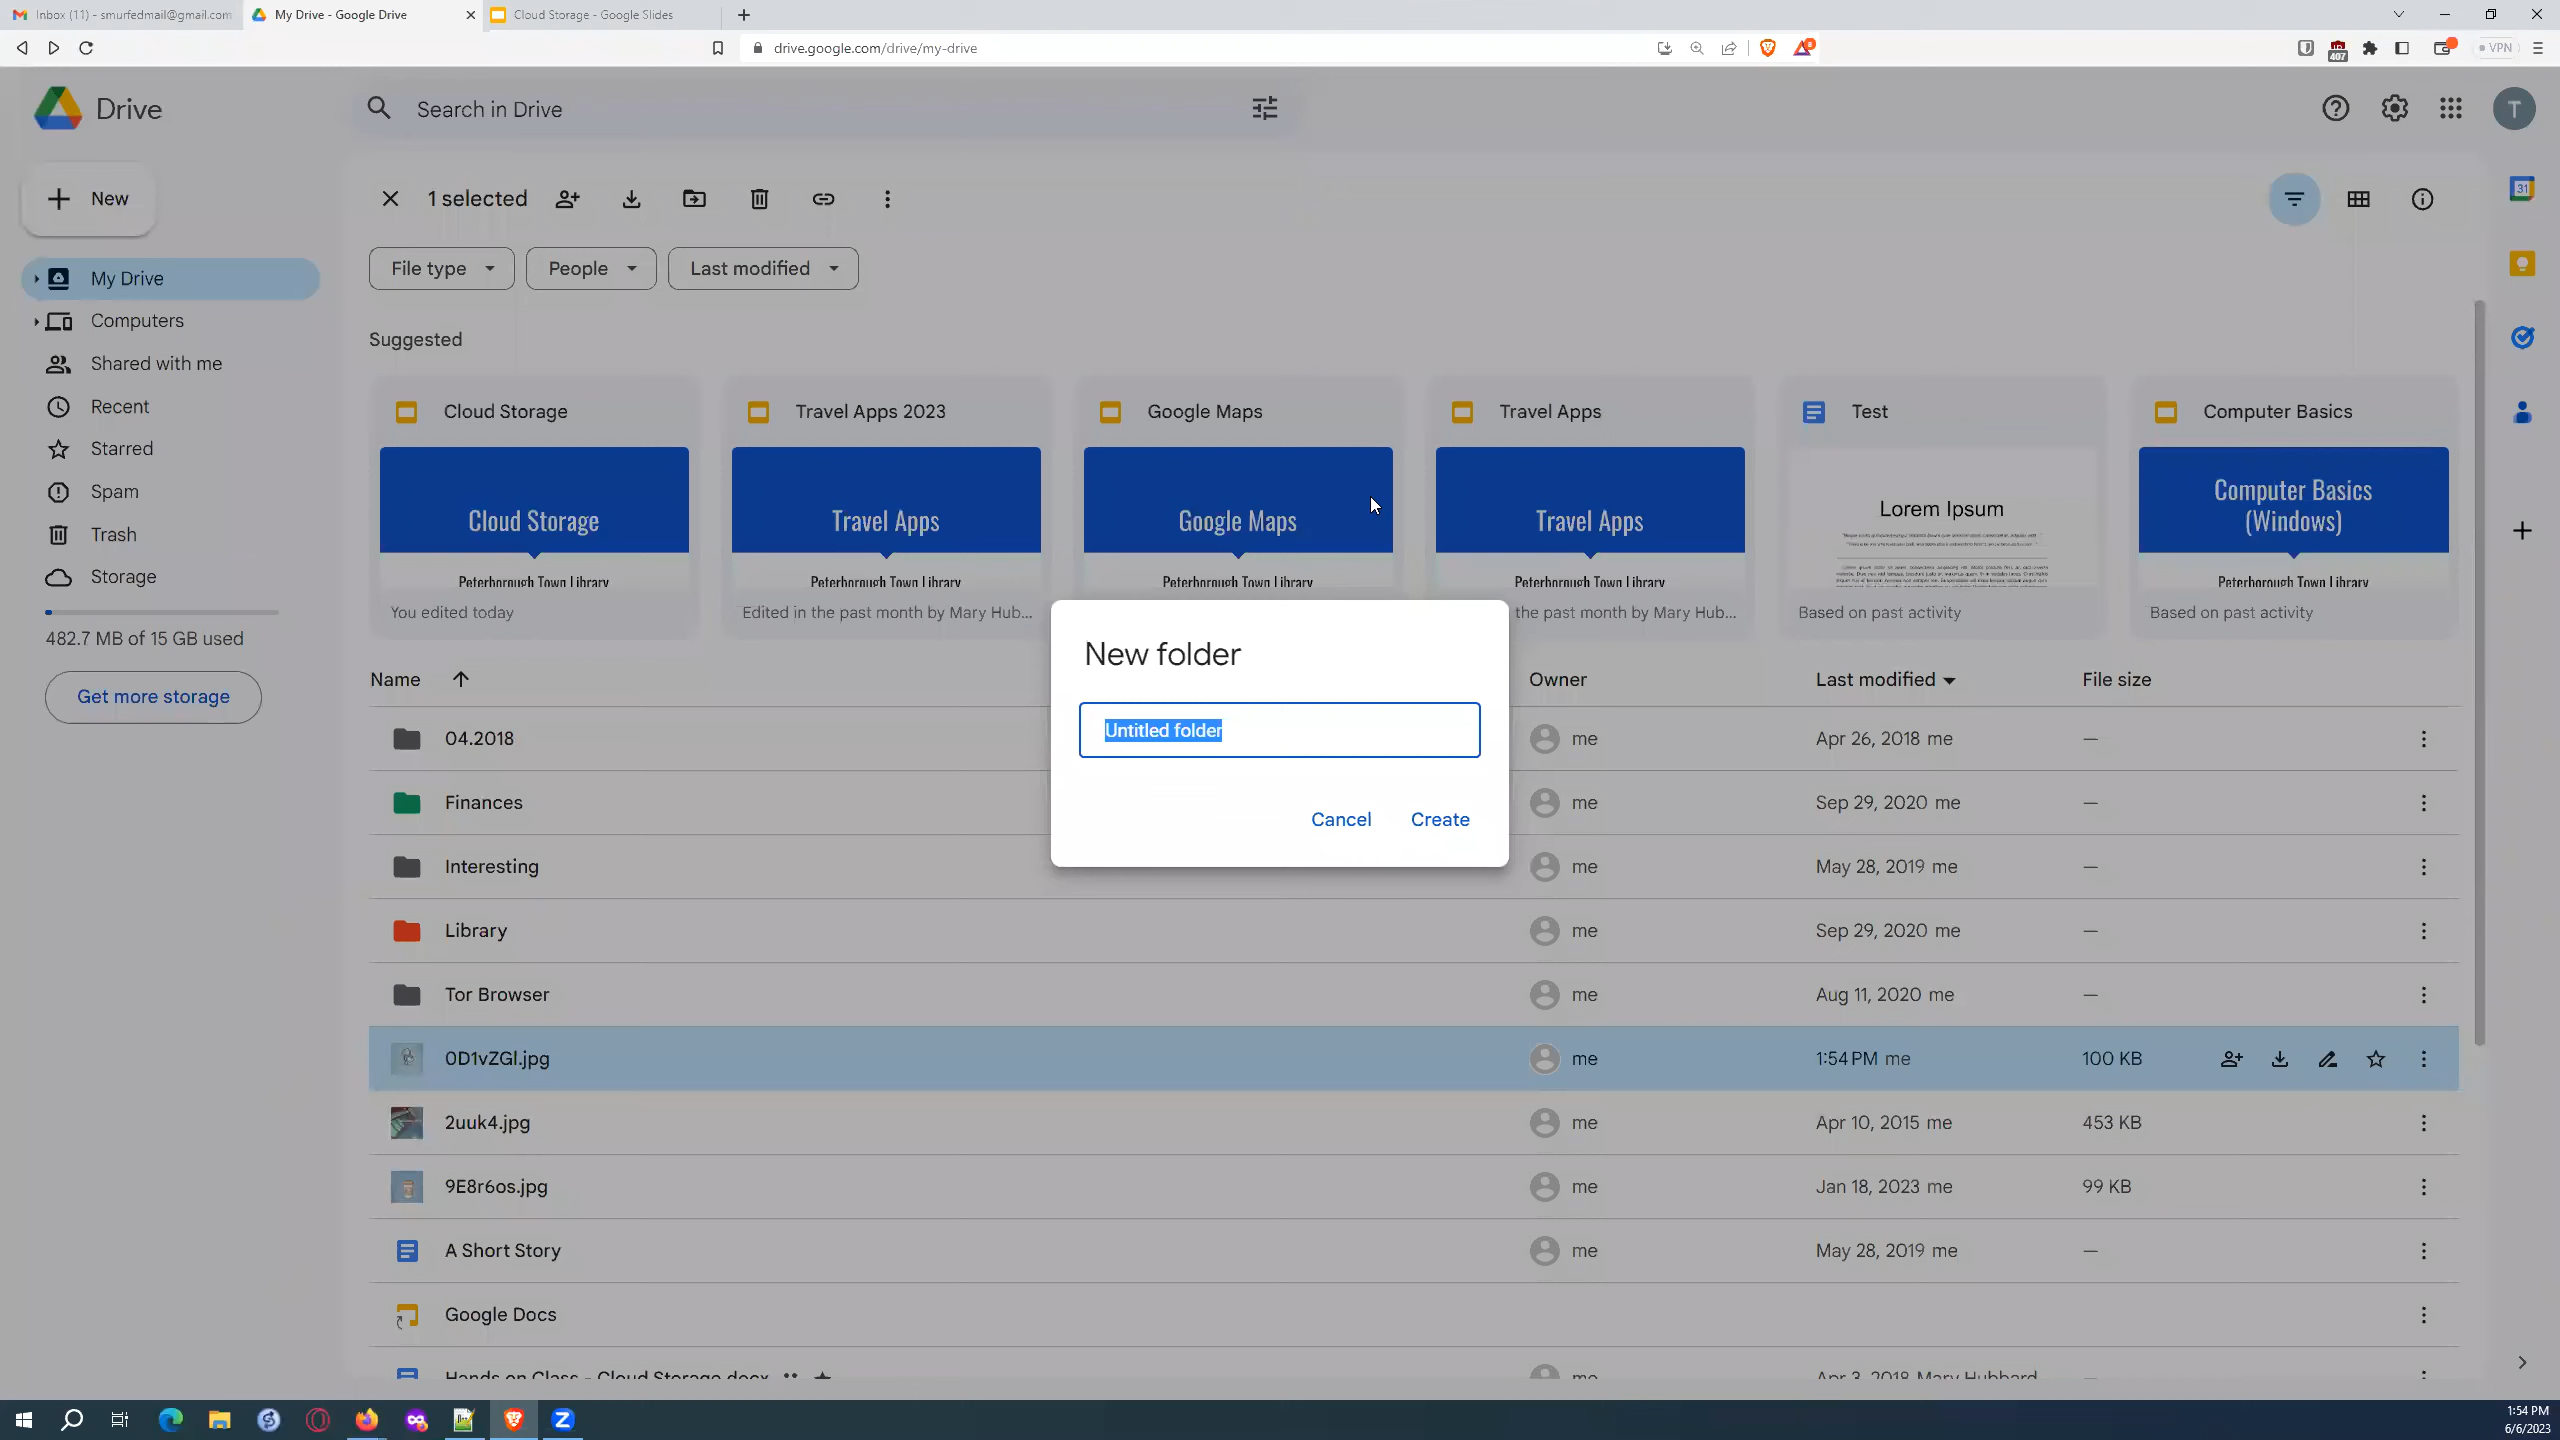 Inbox (11) - smurfedmail@gmail.com
My Drive - Google Drive
Cloud Storage - Google Slides
drive.google.com/drive/my-drive
407
VPN
Drive
Search in Drive
T
New
1 selected
31
File type
People
Last modified
My Drive
Computers
Shared with me
Recent
Starred
Spam
Trash
Storage
482.7 MB of 15 GB used
Get more storage
Suggested
Cloud Storage
Travel Apps 2023
Google Maps
Travel Apps
Test
Computer Basics
Cloud Storage
Travel Apps
Google Maps
Travel Apps
Lorem Ipsum
Computer Basics
(Windows)
Peterborough Town Library
Peterborough Town Library
Peterborough Town Library
Peterborough Town Library
Peterborough Town Library
You edited today
Edited in the past month by Mary Hub...
the past month by Mary Hub...
Based on past activity
Based on past activity
New folder
Untitled folder
Cancel
Create
Name Owner Last modified File size
04.2018 me Apr 26, 2018 me —
Finances me Sep 29, 2020 me —
Interesting me May 28, 2019 me —
Library me Sep 29, 2020 me —
Tor Browser me Aug 11, 2020 me —
0D1vZGl.jpg me 1:54 PM me 100 KB
2uuk4.jpg me Apr 10, 2015 me 453 KB
9E8r6os.jpg me Jan 18, 2023 me 99 KB
A Short Story me May 28, 2019 me —
Google Docs
Hands on Class - Cloud Storage.docx me Apr 3, 2018 Mary Hubbard
1:54 PM
6/6/2023